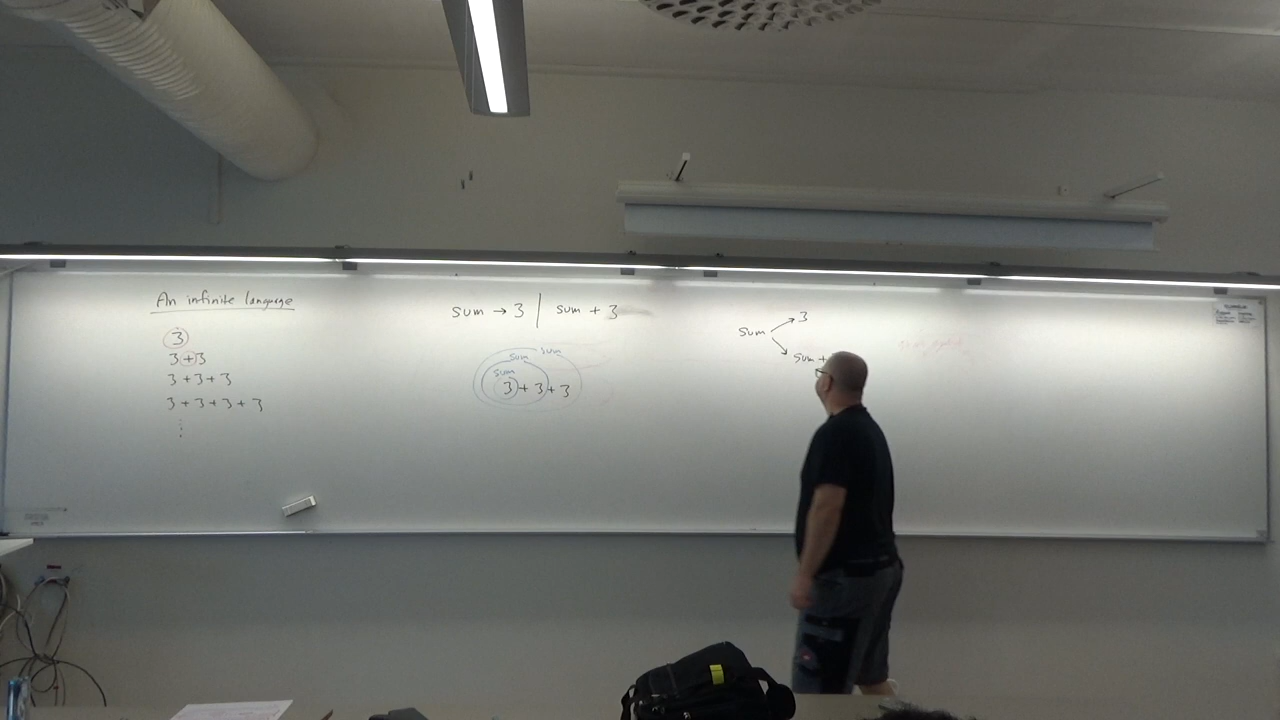 An infinite language
3
3+3
3+3+3
3+3+3+3
⋮
sum → 3 | sum + 3
sum
sum
sum
3+3+3
sum → 3
→ sum +